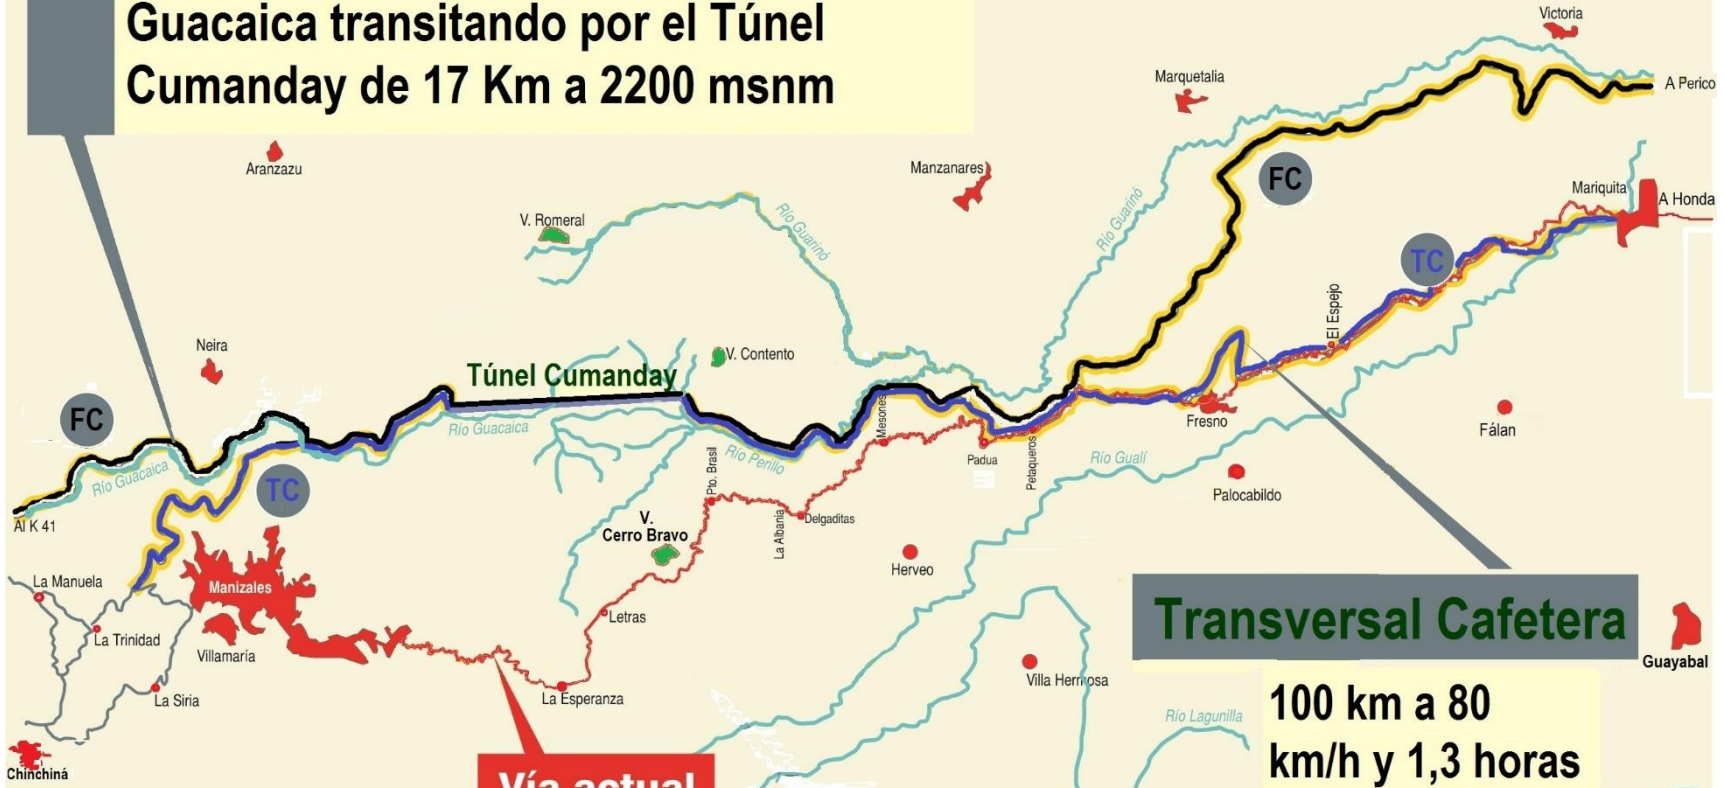 Guacaica transitando por el Túnel
Cumanday de 17 Km a 2200 msnm
Victoria
Marquetalia
A Perico
Aranzazu
Manzanares
FC
Mariquita
A Honda
V. Romeral
Río Guarinó
Río Guarinó
TC
El Espejo
Neira
V. Contento
Túnel Cumanday
FC
Río Guacaica
Mesones
Fresno
Fálan
Río Guacaica
Río Perillo
Padua
Petaqueros
Río Gualí
TC
Pto. Brasil
Palocabildo
Al K 41
V.
Cerro Bravo
La Albania
Delgaditas
Herveo
La Manuela
Manizales
Letras
Transversal Cafetera
La Trinidad
Villamaría
Guayabal
La Siria
La Esperanza
Villa Hermosa
Río Lagunilla
100 km a 80
km/h y 1,3 horas
Chinchiná
Vía actual